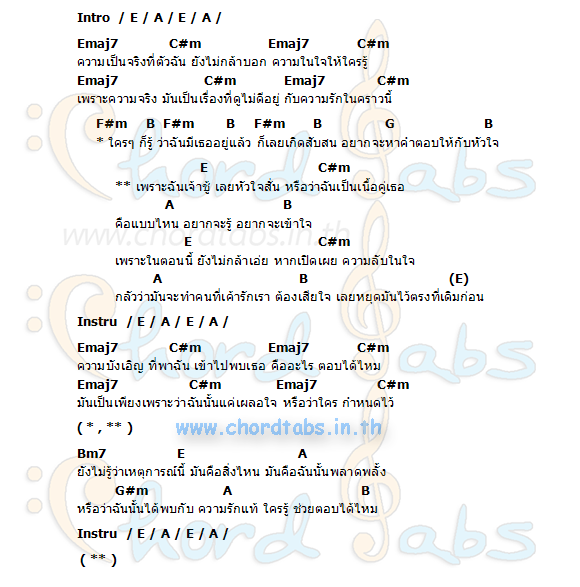 Intro / E / A / E / A /
Emaj7 C#m Emaj7 C#m
ความเป็นจริงที่ตัวฉัน ยังไม่กล้าบอก ความในใจให้ใครรู้
Emaj7 C#m Emaj7 C#m
เพราะความจริง มันเป็นเรื่องที่ดูไม่ดีอยู่ กับความรักในคราวนี้
F#m B F#m B F#m B G B
* ใครๆ ก็รู้ ว่าฉันมีเธออยู่แล้ว ก็เลยเกิดสับสน อยากจะหาคำตอบให้กับหัวใจ
E C#m
** เพราะฉันเจ้าชู้ เลยหัวใจสั่น หรือว่าฉันเป็นเนื้อคู่เธอ
A B
คือแบบไหน อยากจะรู้ อยากจะเข้าใจ
www.chordtabs.in.th
E C#m
เพราะในตอนนี้ ยังไม่กล้าเอ่ย หากเปิดเผย ความลับในใจ
A B (E)
กลัวว่ามันจะทำคนที่เค้ารักเรา ต้องเสียใจ เลยหยุดมันไว้ตรงที่เดิมก่อน
Instru / E / A / E / A /
Emaj7 C#m Emaj7 C#m
ความบังเอิญ ที่พาฉัน เข้าไปพบเธอ คืออะไร ตอบได้ไหม
Emaj7 C#m Emaj7 C#m
มันเป็นเพียงเพราะว่าฉันนั้นแค่เผลอใจ หรือว่าใคร กำหนดไว้
( * , ** )
www.chordtabs.in.th
Bm7 E A
ยังไม่รู้ว่าเหตุการณ์นี้ มันคือสิ่งไหน มันคือฉันนั้นพลาดพลั้ง
G#m A B
หรือว่าฉันนั้นได้พบกับ ความรักแท้ ใครรู้ ช่วยตอบได้ไหม
Instru / E / A / E / A /
( ** )
Chord Tabs
Chord Tabs
Chord Tabs